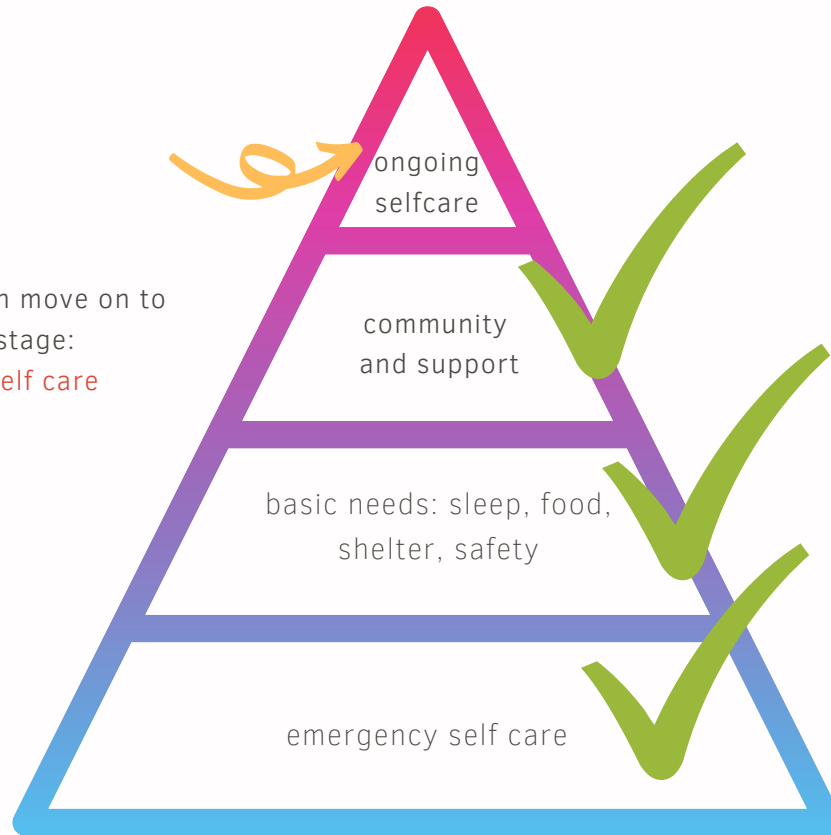 ongoing
selfcare
move on to
stage:
care
community
and support
basic needs: sleep, food,
shelter, safety
emergency self care